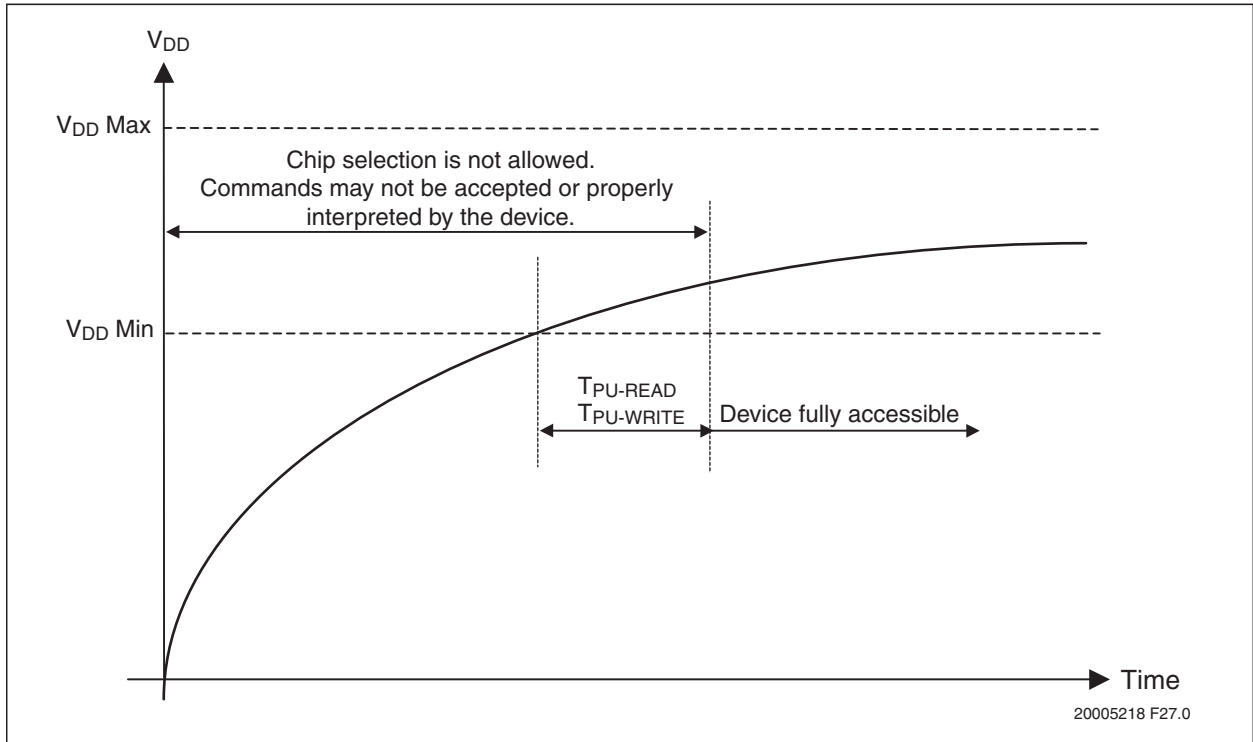 VDD
VDD Max
Chip selection is not allowed.
Commands may not be accepted or properly
interpreted by the device.
VDD Min
TPU-READ
TPU-WRITE
Device fully accessible
Time
20005218 F27.0